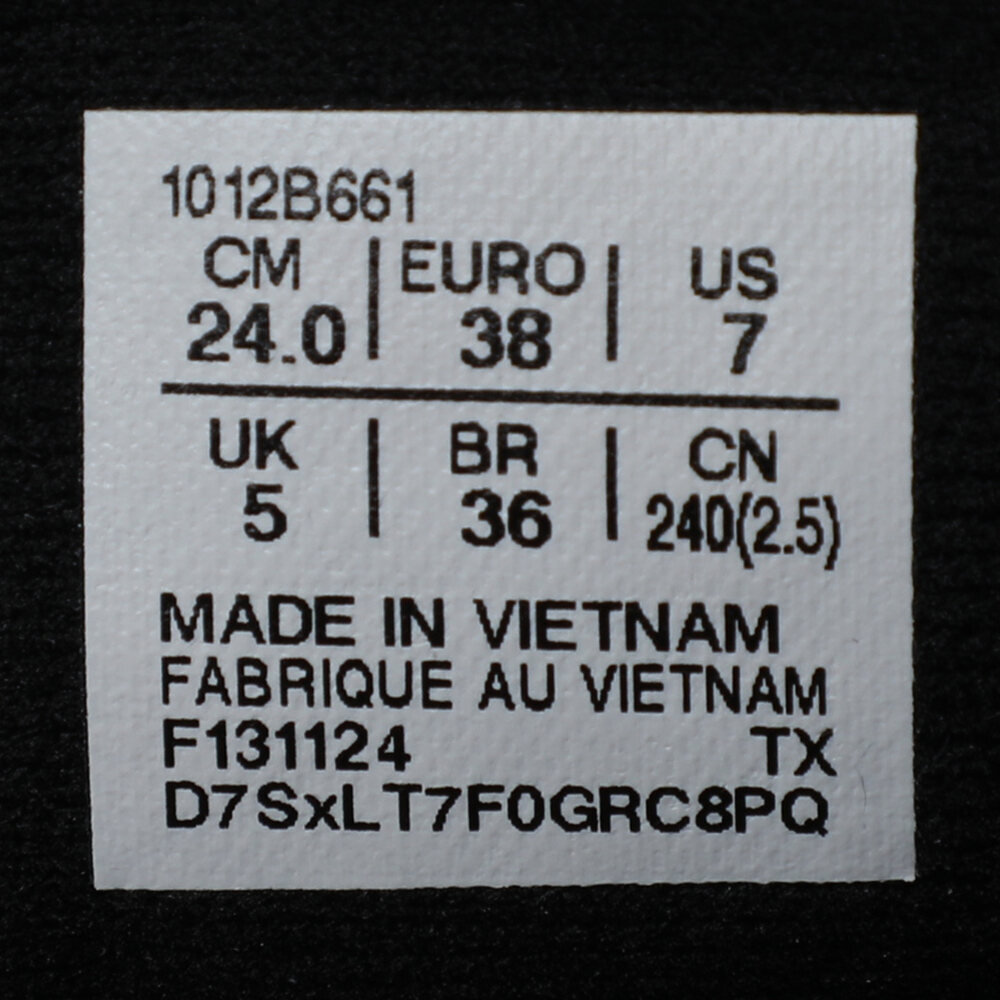 1012B661
CM | EURO | US
24.0 | 38 | 7
UK | BR | CN
5 | 36 | 240(2.5)
MADE IN VIETNAM
FABRIQUE AU VIETNAM
F131124 TX
D7SxLT7F0GRC8PQ